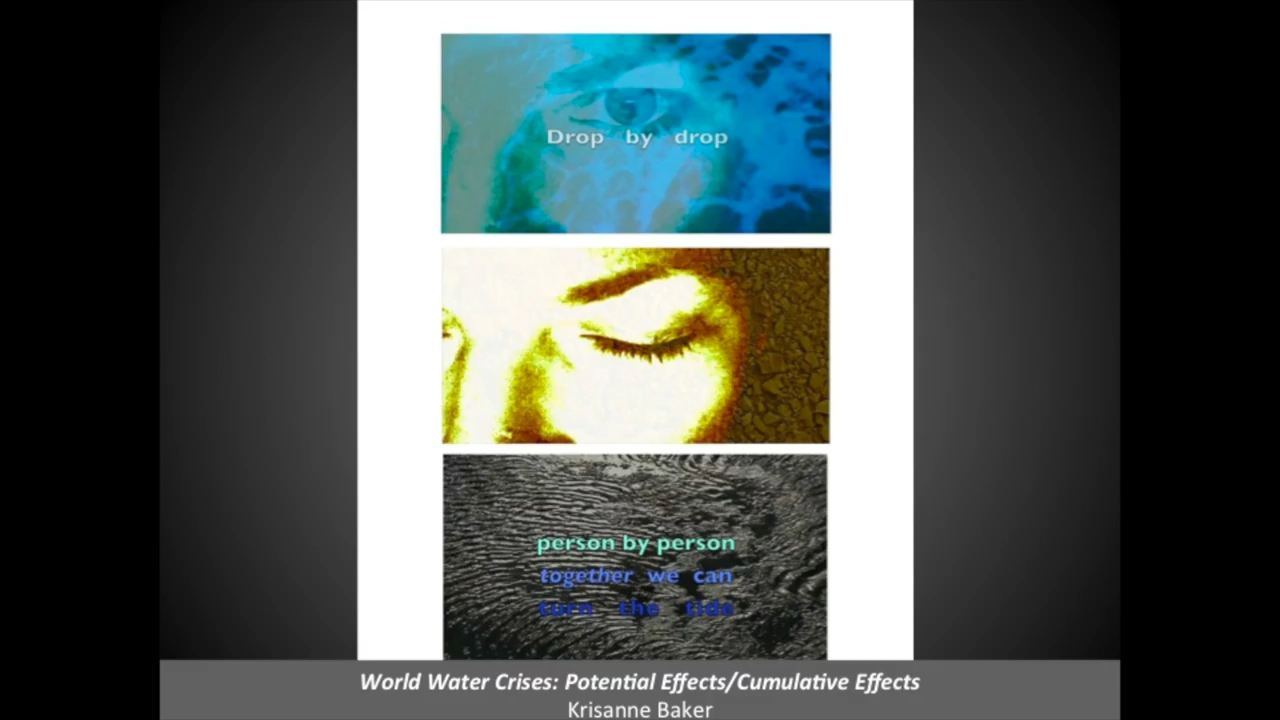 Drop by drop
person by person
together we can
turn the tide
World Water Crises: Potential Effects/Cumulative Effects
Krisanne Baker